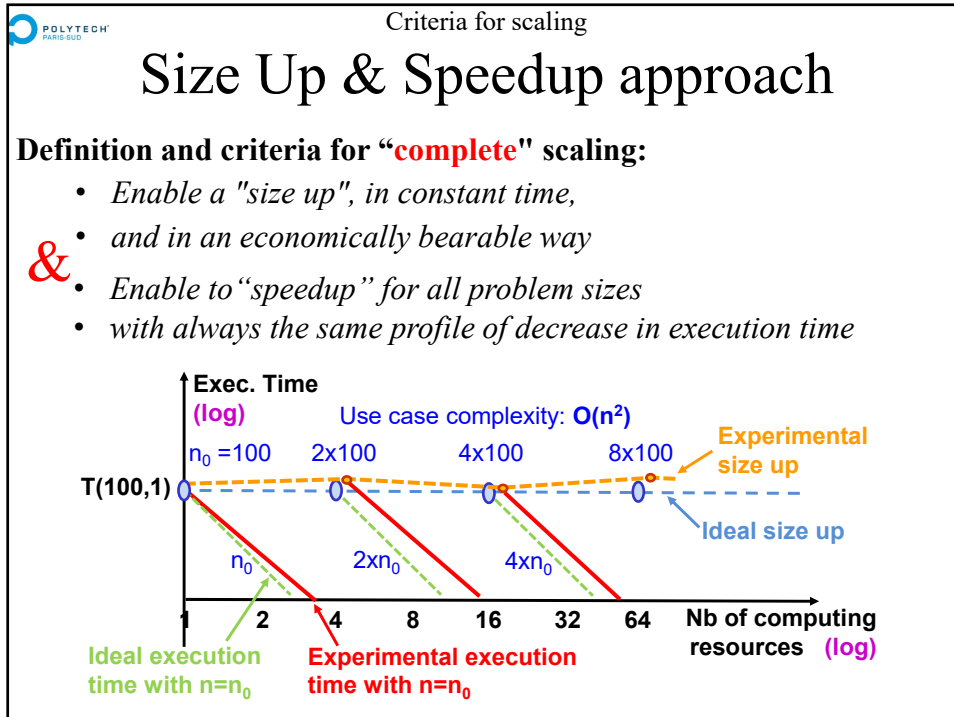 POLYTECH'
PARIS-SUD
Criteria for scaling
Size Up & Speedup approach
Definition and criteria for “complete" scaling:
• Enable a "size up", in constant time,
• and in an economically bearable way
&
• Enable to“speedup” for all problem sizes
• with always the same profile of decrease in execution time
Exec. Time
(log)
Use case complexity: O(n²)
n₀ =100 2x100 4x100 8x100
Experimental
size up
T(100,1)
Ideal size up
n₀ 2xn₀ 4xn₀
1 2 4 8 16 32 64
Nb of computing
resources (log)
Ideal execution
time with n=n₀
Experimental execution
time with n=n₀